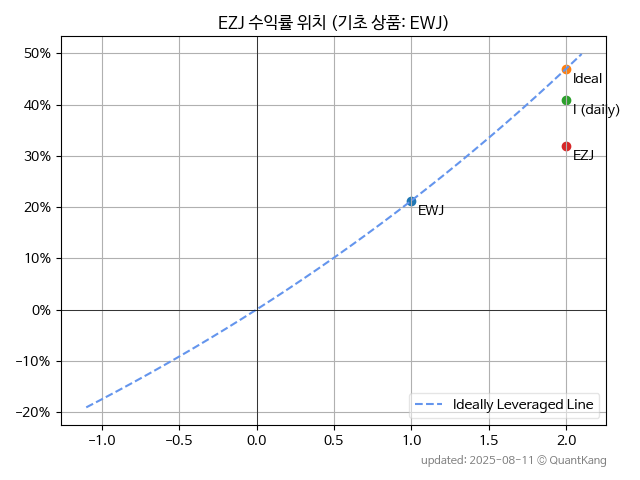 EZJ 수익률 위치 (기초 상품: EWJ)
50%
40%
30%
20%
10%
0%
−10%
−20%
Ideal
I (daily)
EZJ
EWJ
Ideally Leveraged Line
−1.0 −0.5 0.0 0.5 1.0 1.5 2.0
updated: 2025-08-11 © QuantKang